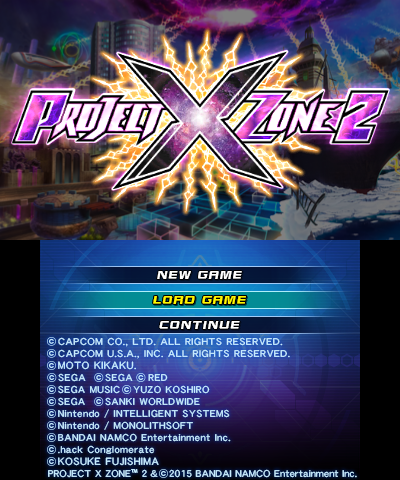 PROJECT X ZONE 2
NEW GAME
LOAD GAME
CONTINUE
©CAPCOM CO., LTD. ALL RIGHTS RESERVED.
©CAPCOM U.S.A., INC. ALL RIGHTS RESERVED.
©MOTO KIKAKU.
©SEGA ©SEGA ©RED
©SEGA MUSIC ©YUZO KOSHIRO
©SEGA ©SANKI WORLDWIDE
©Nintendo / INTELLIGENT SYSTEMS
©Nintendo / MONOLITHSOFT
©BANDAI NAMCO Entertainment Inc.
©.hack Conglomerate
©KOSUKE FUJISHIMA
PROJECT X ZONE™ 2 & ©2015 BANDAI NAMCO Entertainment Inc.